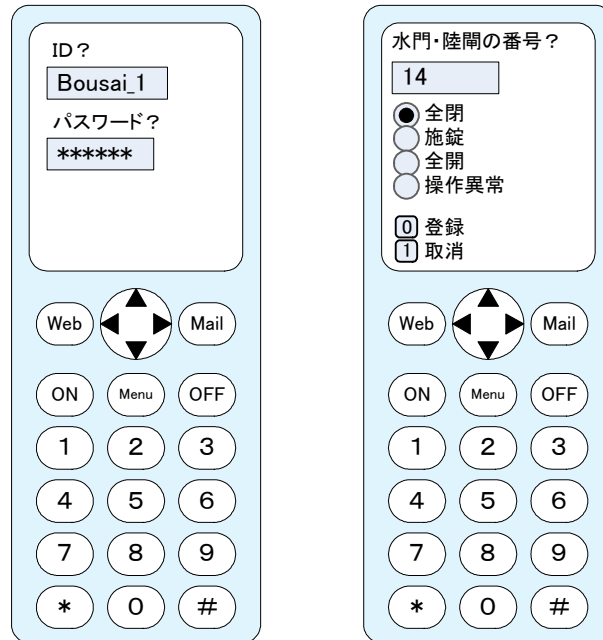 ID？
Bousai_1
パスワード？
******
Web
Mail
ON
Menu
OFF
1
2
3
4
5
6
7
8
9
*
0
#
水門・陸閘の番号？
14
全閉
施錠
全開
操作異常
0 登録
1 取消
Web
Mail
ON
Menu
OFF
1
2
3
4
5
6
7
8
9
*
0
#